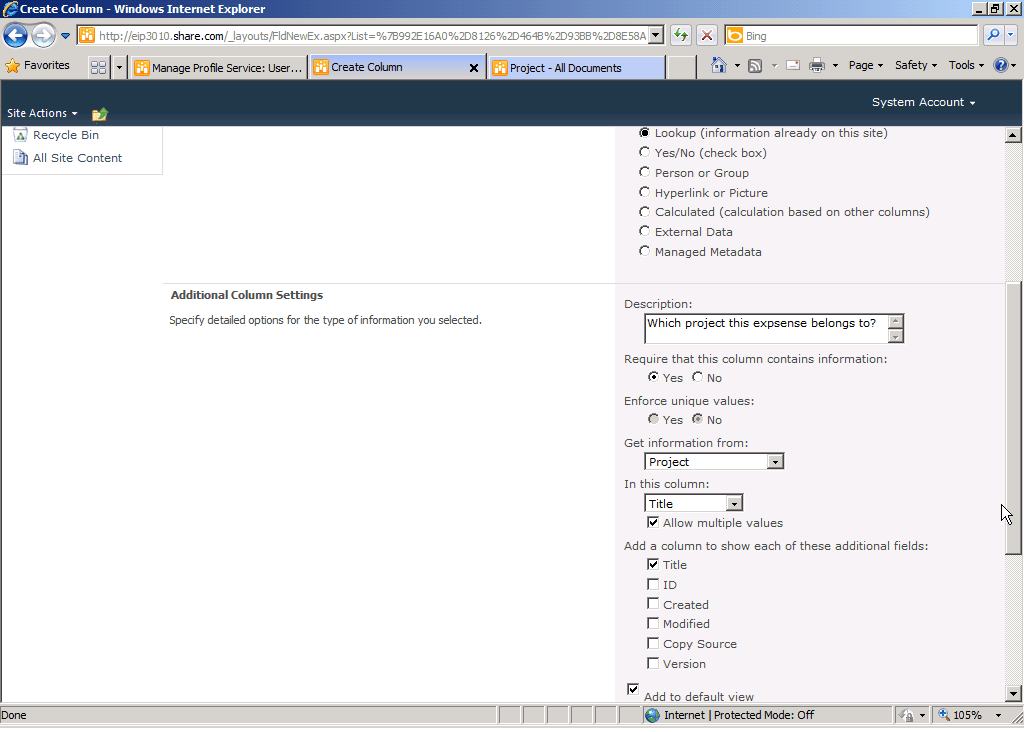 Create Column - Windows Internet Explorer
http://eip3010.share.com/_layouts/FldNewEx.aspx?List=%7B992E16A0%2D8126%2D464B%2D93BB%2D8E58A
Bing
Favorites
Manage Profile Service: User...
Create Column
Project - All Documents
Page
Safety
Tools
System Account
Site Actions
Recycle Bin
All Site Content
Lookup (information already on this site)
Yes/No (check box)
Person or Group
Hyperlink or Picture
Calculated (calculation based on other columns)
External Data
Managed Metadata
Additional Column Settings
Specify detailed options for the type of information you selected.
Description:
Which project this expsense belongs to?
Require that this column contains information:
Yes No
Enforce unique values:
Yes No
Get information from:
Project
In this column:
Title
Allow multiple values
Add a column to show each of these additional fields:
Title
ID
Created
Modified
Copy Source
Version
Add to default view
Done
Internet | Protected Mode: Off
105%